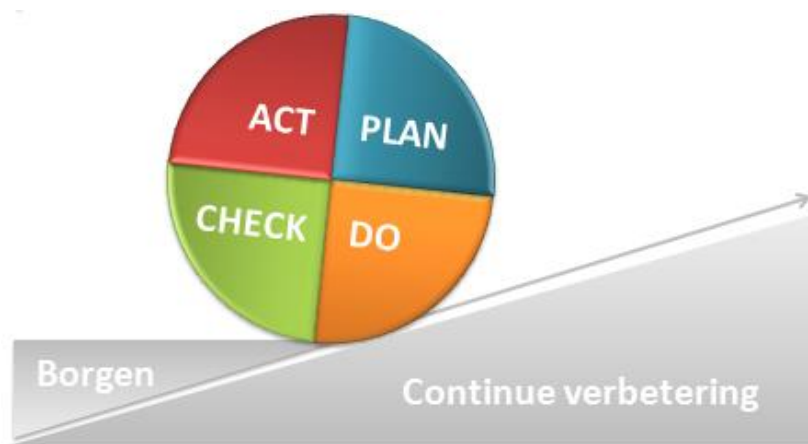 ACT
PLAN
CHECK
DO
Borgen
Continue verbetering